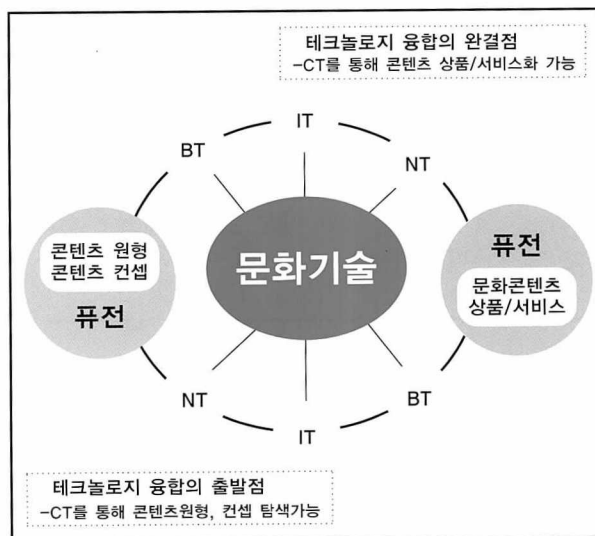 테크놀로지 융합의 완결점
-CT를 통해 콘텐츠 상품/서비스화 가능
IT
BT
NT
콘텐츠 원형
콘텐츠 컨셉
퓨전
문화기술
퓨전
문화콘텐츠
상품/서비스
NT
IT
BT
테크놀로지 융합의 출발점
-CT를 통해 콘텐츠원형, 컨셉 탐색가능